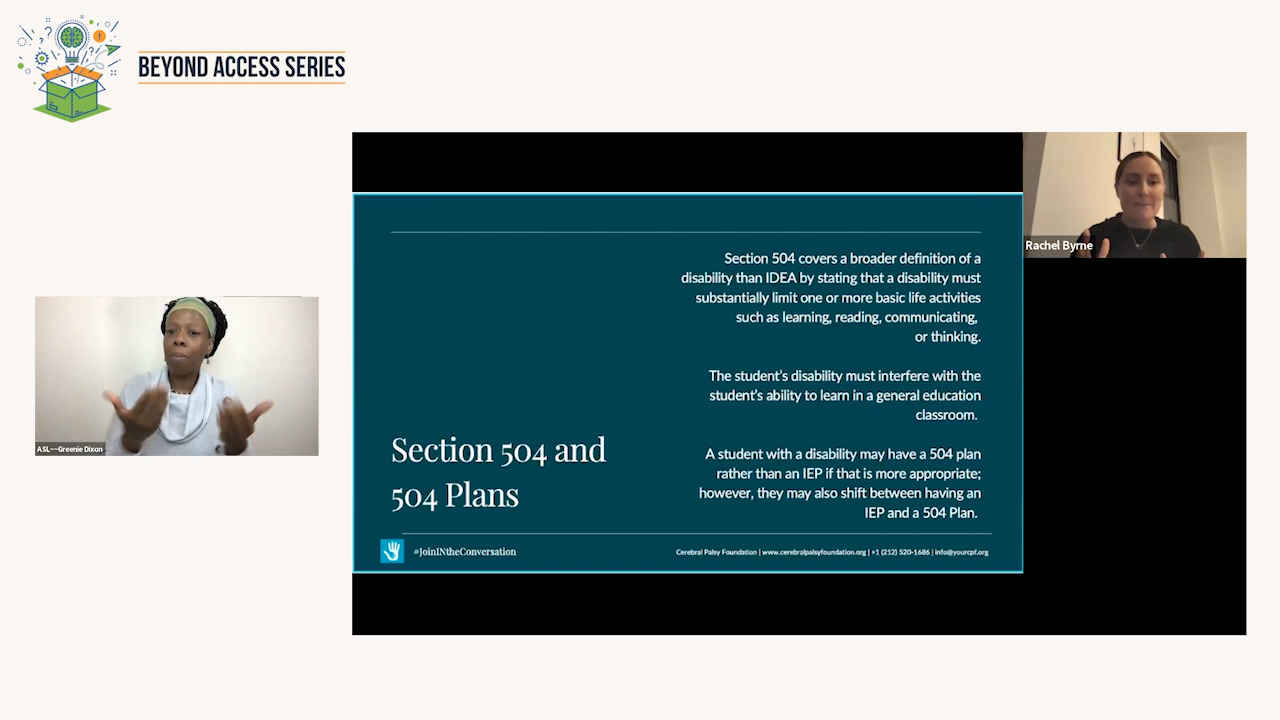 BEYOND ACCESS SERIES
Rachel Byrne
Section 504 covers a broader definition of a
disability than IDEA by stating that a disability must
substantially limit one or more basic life activities
such as learning, reading, communicating,
or thinking.
The student's disability must interfere with the
student's ability to learn in a general education
classroom.
A student with a disability may have a 504 plan
rather than an IEP if that is more appropriate;
however, they may also shift between having an
IEP and a 504 Plan.
Section 504 and
504 Plans
ASL~~Greenie Dixon
#JoinINtheConversation
Cerebral Palsy Foundation | www.cerebralpalsyfoundation.org | +1 (212) 520-1686 | info@yourcpf.org